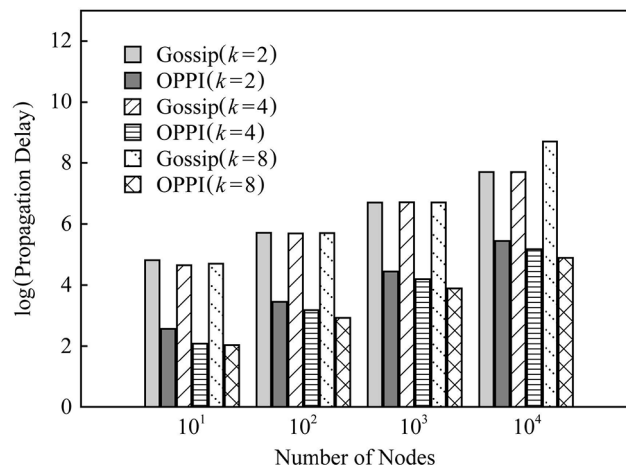 12
10
8
6
4
2
0
log(Propagation Delay)
Gossip(k=2)
OPPI(k=2)
Gossip(k=4)
OPPI(k=4)
Gossip(k=8)
OPPI(k=8)
10¹ 10² 10³ 10⁴
Number of Nodes